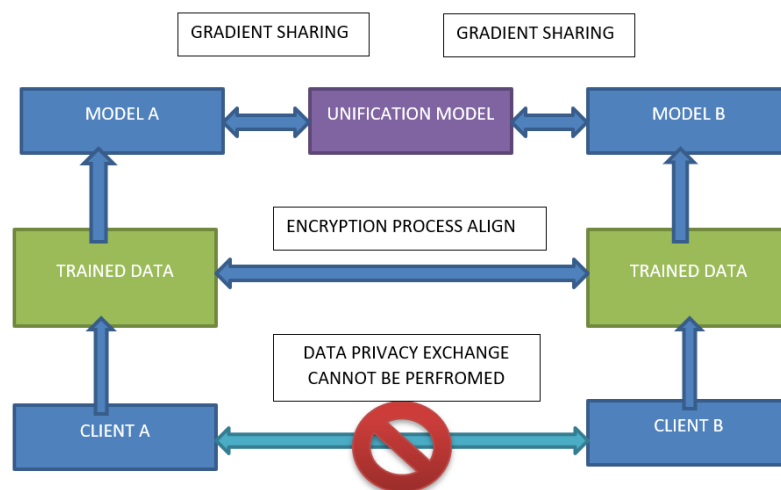 GRADIENT SHARING
GRADIENT SHARING
MODEL A
UNIFICATION MODEL
MODEL B
ENCRYPTION PROCESS ALIGN
TRAINED DATA
TRAINED DATA
DATA PRIVACY EXCHANGE
CANNOT BE PERFROMED
CLIENT A
CLIENT B